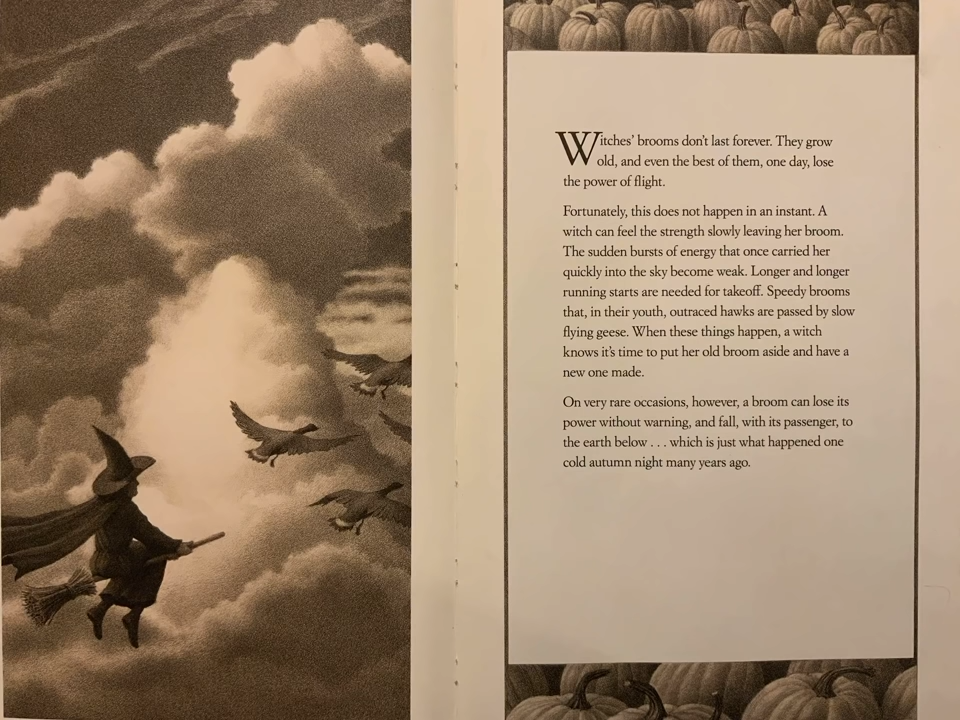 Witches’ brooms don’t last forever. They grow
old, and even the best of them, one day, lose
the power of flight.
Fortunately, this does not happen in an instant. A
witch can feel the strength slowly leaving her broom.
The sudden bursts of energy that once carried her
quickly into the sky become weak. Longer and longer
running starts are needed for takeoff. Speedy brooms
that, in their youth, outraced hawks are passed by slow
flying geese. When these things happen, a witch
knows it’s time to put her old broom aside and have a
new one made.
On very rare occasions, however, a broom can lose its
power without warning, and fall, with its passenger, to
the earth below . . . which is just what happened one
cold autumn night many years ago.